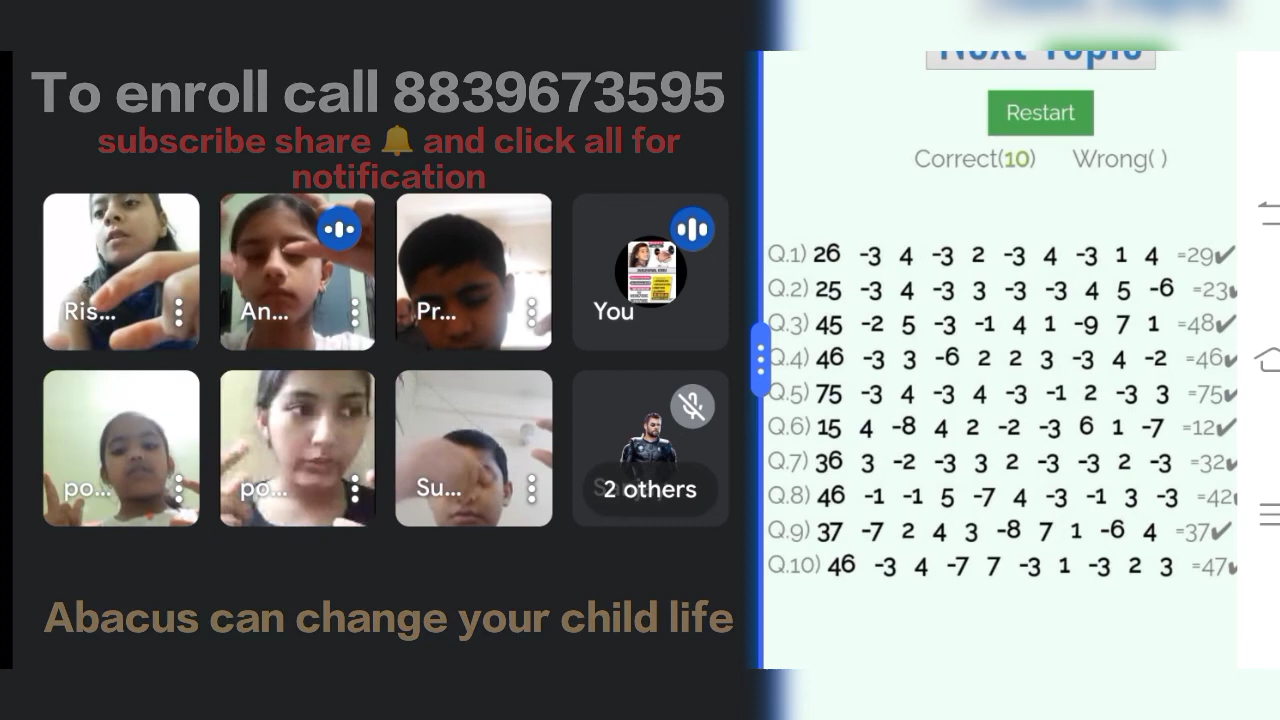 To enroll call 8839673595
subscribe share 🔔 and click all for
notification
Ris...
An...
Pr...
You
po...
po...
Su...
2 others
Abacus can change your child life
Next Topic
Restart
Correct(10) Wrong( )
Q.1) 26 -3 4 -3 2 -3 4 -3 1 4 =29✔
Q.2) 25 -3 4 -3 3 -3 -3 4 5 -6 =23✔
Q.3) 45 -2 5 -3 -1 4 1 -9 7 1 =48✔
Q.4) 46 -3 3 -6 2 2 3 -3 4 -2 =46✔
Q.5) 75 -3 4 -3 4 -3 -1 2 -3 3 =75✔
Q.6) 15 4 -8 4 2 -2 -3 6 1 -7 =12✔
Q.7) 36 3 -2 -3 3 2 -3 -3 2 -3 =32✔
Q.8) 46 -1 -1 5 -7 4 -3 -1 3 -3 =42
Q.9) 37 -7 2 4 3 -8 7 1 -6 4 =37✔
Q.10) 46 -3 4 -7 7 -3 1 -3 2 3 =47✔